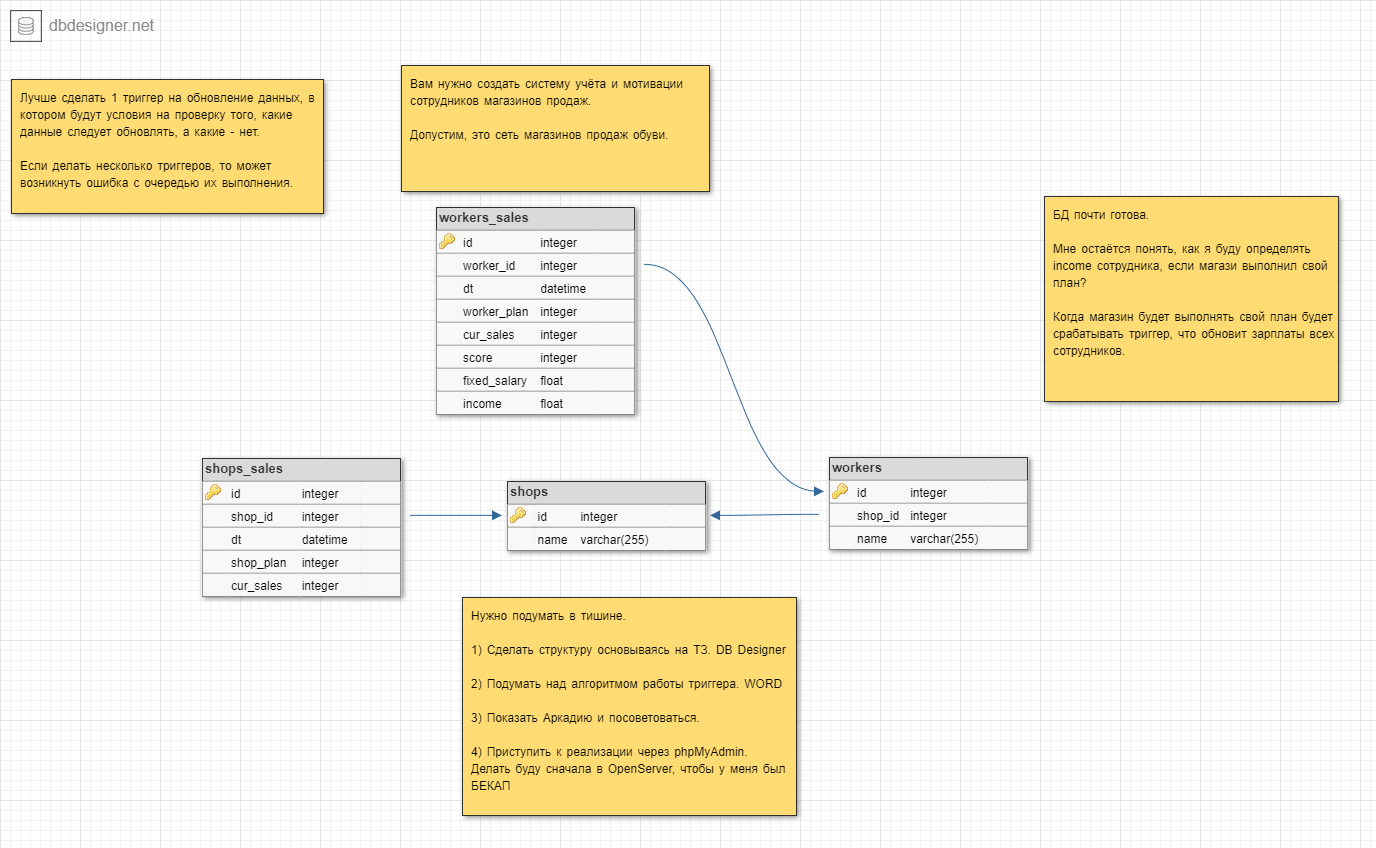 dbdesigner.net
Лучше сделать 1 триггер на обновление данных, в
котором будут условия на проверку того, какие
данные следует обновлять, а какие - нет.
Если делать несколько триггеров, то может
возникнуть ошибка с очередью их выполнения.
Вам нужно создать систему учёта и мотивации
сотрудников магазинов продаж.
Допустим, это сеть магазинов продаж обуви.
БД почти готова.
Мне остаётся понять, как я буду определять
income сотрудника, если магази выполнил свой
план?
Когда магазин будет выполнять свой план будет
срабатывать триггер, что обновит зарплаты всех
сотрудников.
workers_sales
id integer
worker_id integer
dt datetime
worker_plan integer
cur_sales integer
score integer
fixed_salary float
income float
shops_sales
id integer
shop_id integer
dt datetime
shop_plan integer
cur_sales integer
shops
id integer
name varchar(255)
workers
id integer
shop_id integer
name varchar(255)
Нужно подумать в тишине.
1) Сделать структуру основываясь на ТЗ. DB Designer
2) Подумать над алгоритмом работы триггера. WORD
3) Показать Аркадию и посоветоваться.
4) Приступить к реализации через phpMyAdmin.
Делать буду сначала в OpenServer, чтобы у меня был
БЕКАП